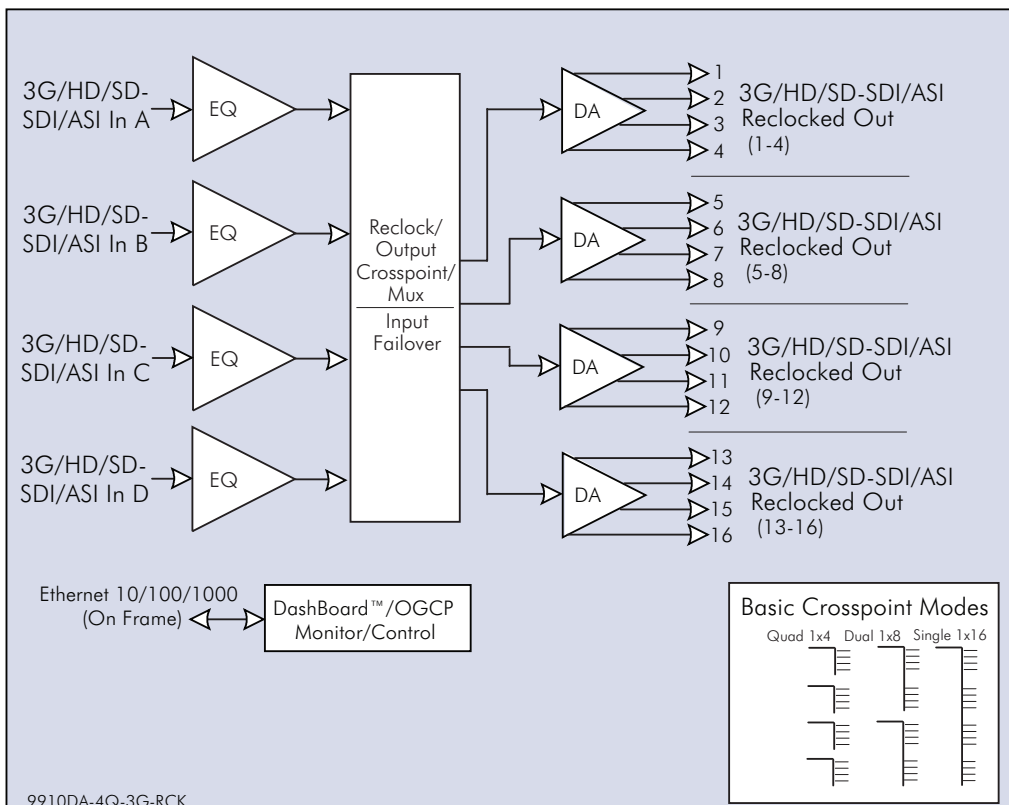 3G/HD/SD-
SDI/ASI In A
EQ
3G/HD/SD-
SDI/ASI In B
EQ
3G/HD/SD-
SDI/ASI In C
EQ
3G/HD/SD-
SDI/ASI In D
EQ
Reclock/
Output
Crosspoint/
Mux
Input
Failover
DA
1
2
3
4
3G/HD/SD-SDI/ASI
Reclocked Out
(1-4)
DA
5
6
7
8
3G/HD/SD-SDI/ASI
Reclocked Out
(5-8)
DA
9
10
11
12
3G/HD/SD-SDI/ASI
Reclocked Out
(9-12)
DA
13
14
15
16
3G/HD/SD-SDI/ASI
Reclocked Out
(13-16)
Ethernet 10/100/1000
(On Frame)
DashBoard™/OGCP
Monitor/Control
Basic Crosspoint Modes
Quad 1x4 Dual 1x8 Single 1x16
9910DA-4Q-3G-RCK